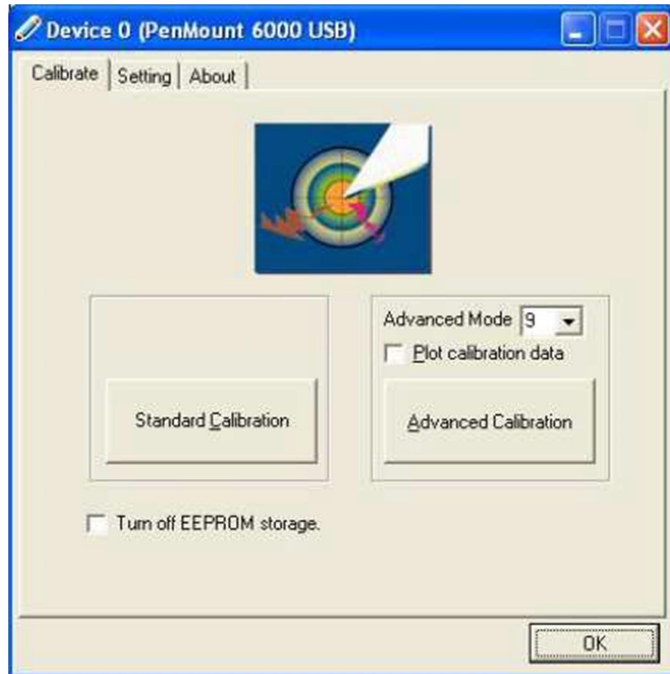 Device 0 (PenMount 6000 USB)
Calibrate Setting About
Advanced Mode 9
Plot calibration data
Standard Calibration
Advanced Calibration
Turn off EEPROM storage.
OK